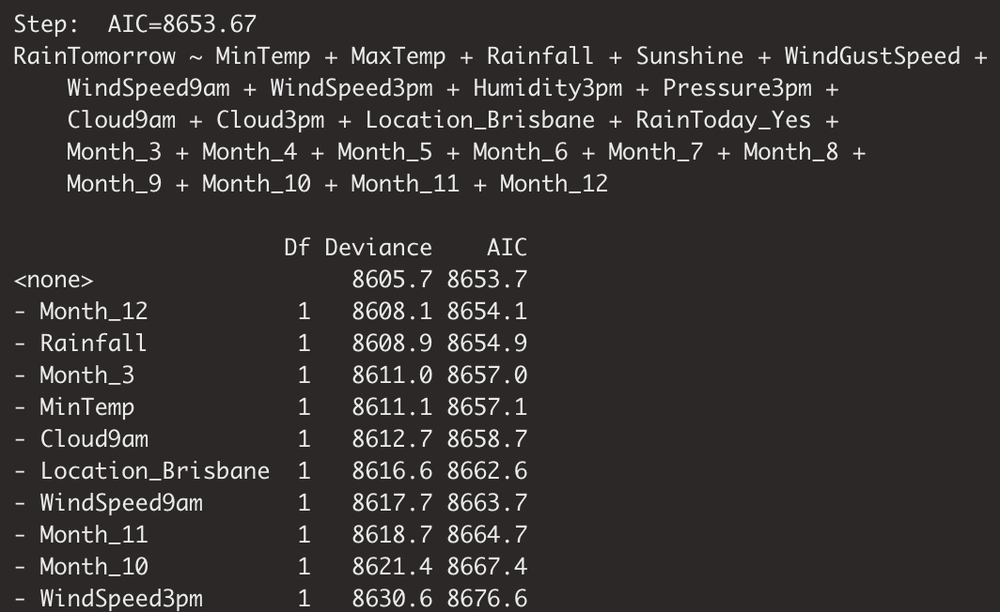 Step:  AIC=8653.67
RainTomorrow ~ MinTemp + MaxTemp + Rainfall + Sunshine + WindGustSpeed +
    WindSpeed9am + WindSpeed3pm + Humidity3pm + Pressure3pm +
    Cloud9am + Cloud3pm + Location_Brisbane + RainToday_Yes +
    Month_3 + Month_4 + Month_5 + Month_6 + Month_7 + Month_8 +
    Month_9 + Month_10 + Month_11 + Month_12

                    Df Deviance    AIC
<none>                   8605.7 8653.7
- Month_12           1   8608.1 8654.1
- Rainfall           1   8608.9 8654.9
- Month_3            1   8611.0 8657.0
- MinTemp            1   8611.1 8657.1
- Cloud9am           1   8612.7 8658.7
- Location_Brisbane  1   8616.6 8662.6
- WindSpeed9am       1   8617.7 8663.7
- Month_11           1   8618.7 8664.7
- Month_10           1   8621.4 8667.4
- WindSpeed3pm       1   8630.6 8676.6